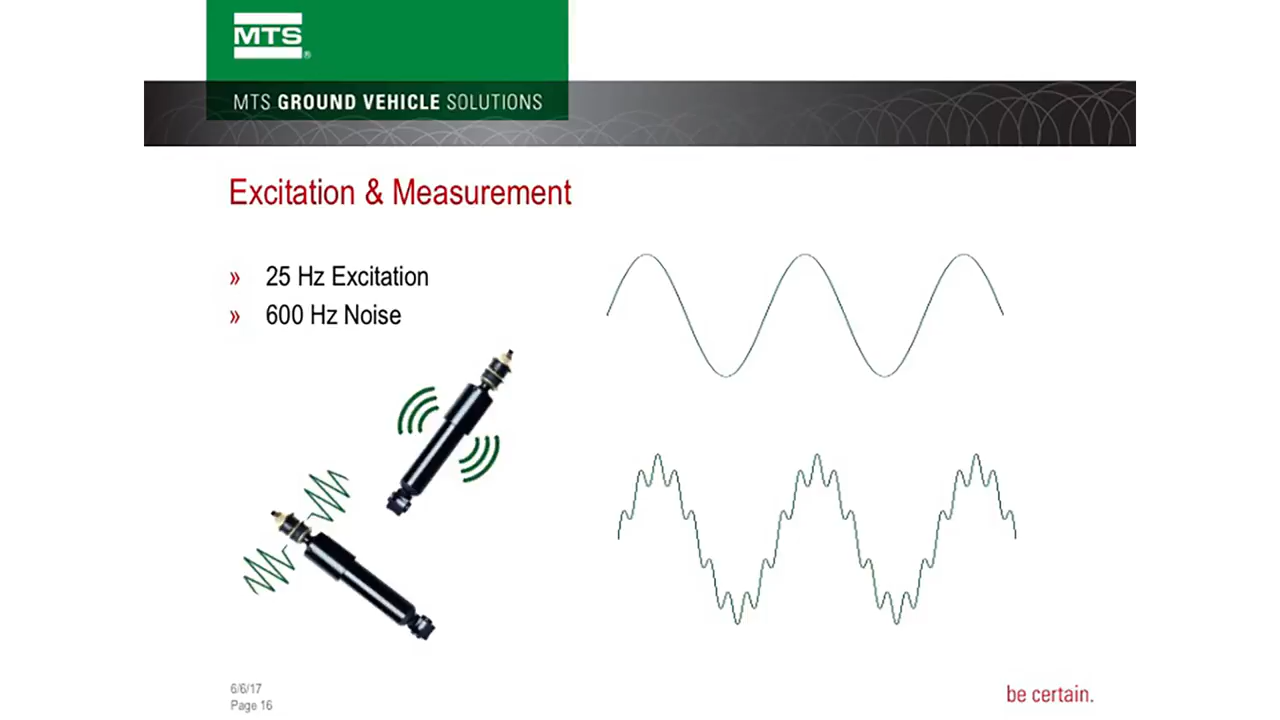 MTS®
MTS GROUND VEHICLE SOLUTIONS
Excitation & Measurement
» 25 Hz Excitation
» 600 Hz Noise
6/6/17
Page 16
be certain.